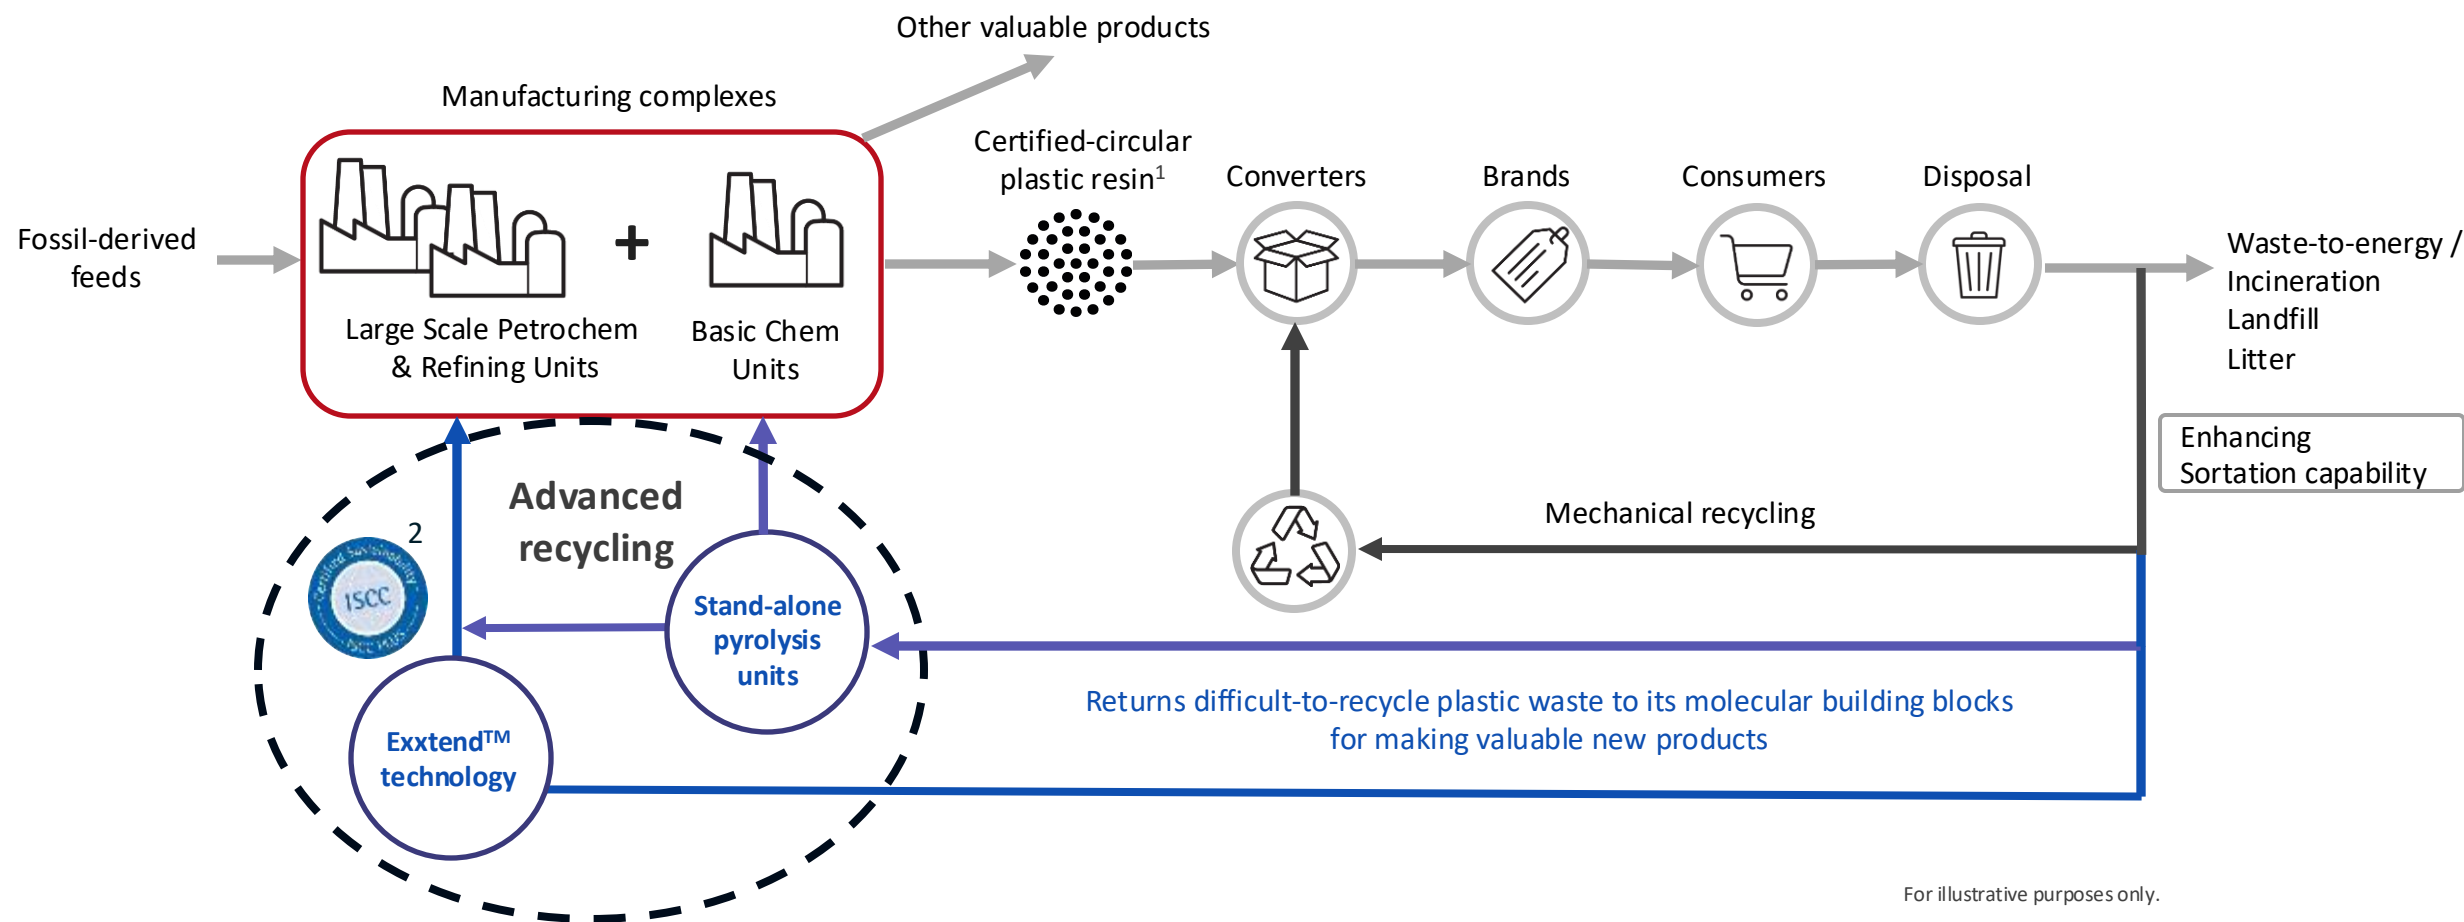 Other valuable products
Manufacturing complexes
Certified-circular
plastic resin1
Converters
Brands
Consumers
Disposal
Fossil-derived
feeds
Waste-to-energy /
Incineration
Landfill
Litter
Large Scale Petrochem
& Refining Units
+
Basic Chem
Units
Enhancing
Sortation capability
Advanced
recycling
Mechanical recycling
2
Certified Sustainability
ISCC
Stand-alone
pyrolysis
units
Returns difficult-to-recycle plastic waste to its molecular building blocks
for making valuable new products
Exxtend™
technology
For illustrative purposes only.